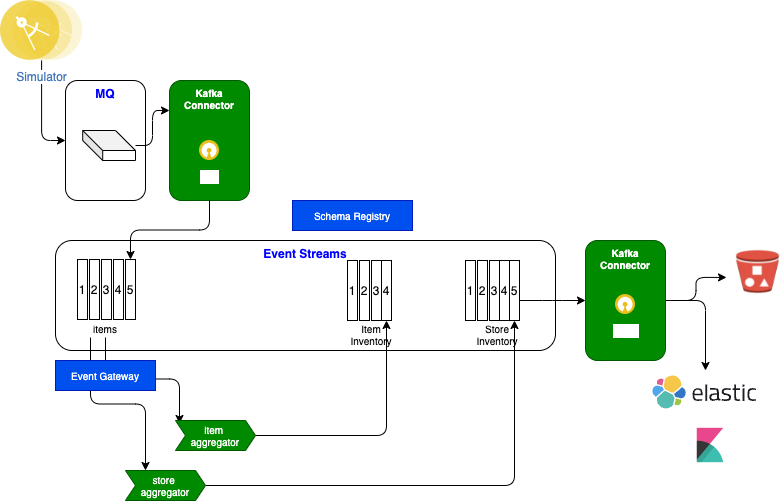 Simulator
MQ
Kafka
Connector
Schema Registry
Event Streams
1 2 3 4 5
items
1 2 3 4
Item
Inventory
1 2 3 4 5
Store
Inventory
Kafka
Connector
Event Gateway
item
aggregator
store
aggregator
elastic